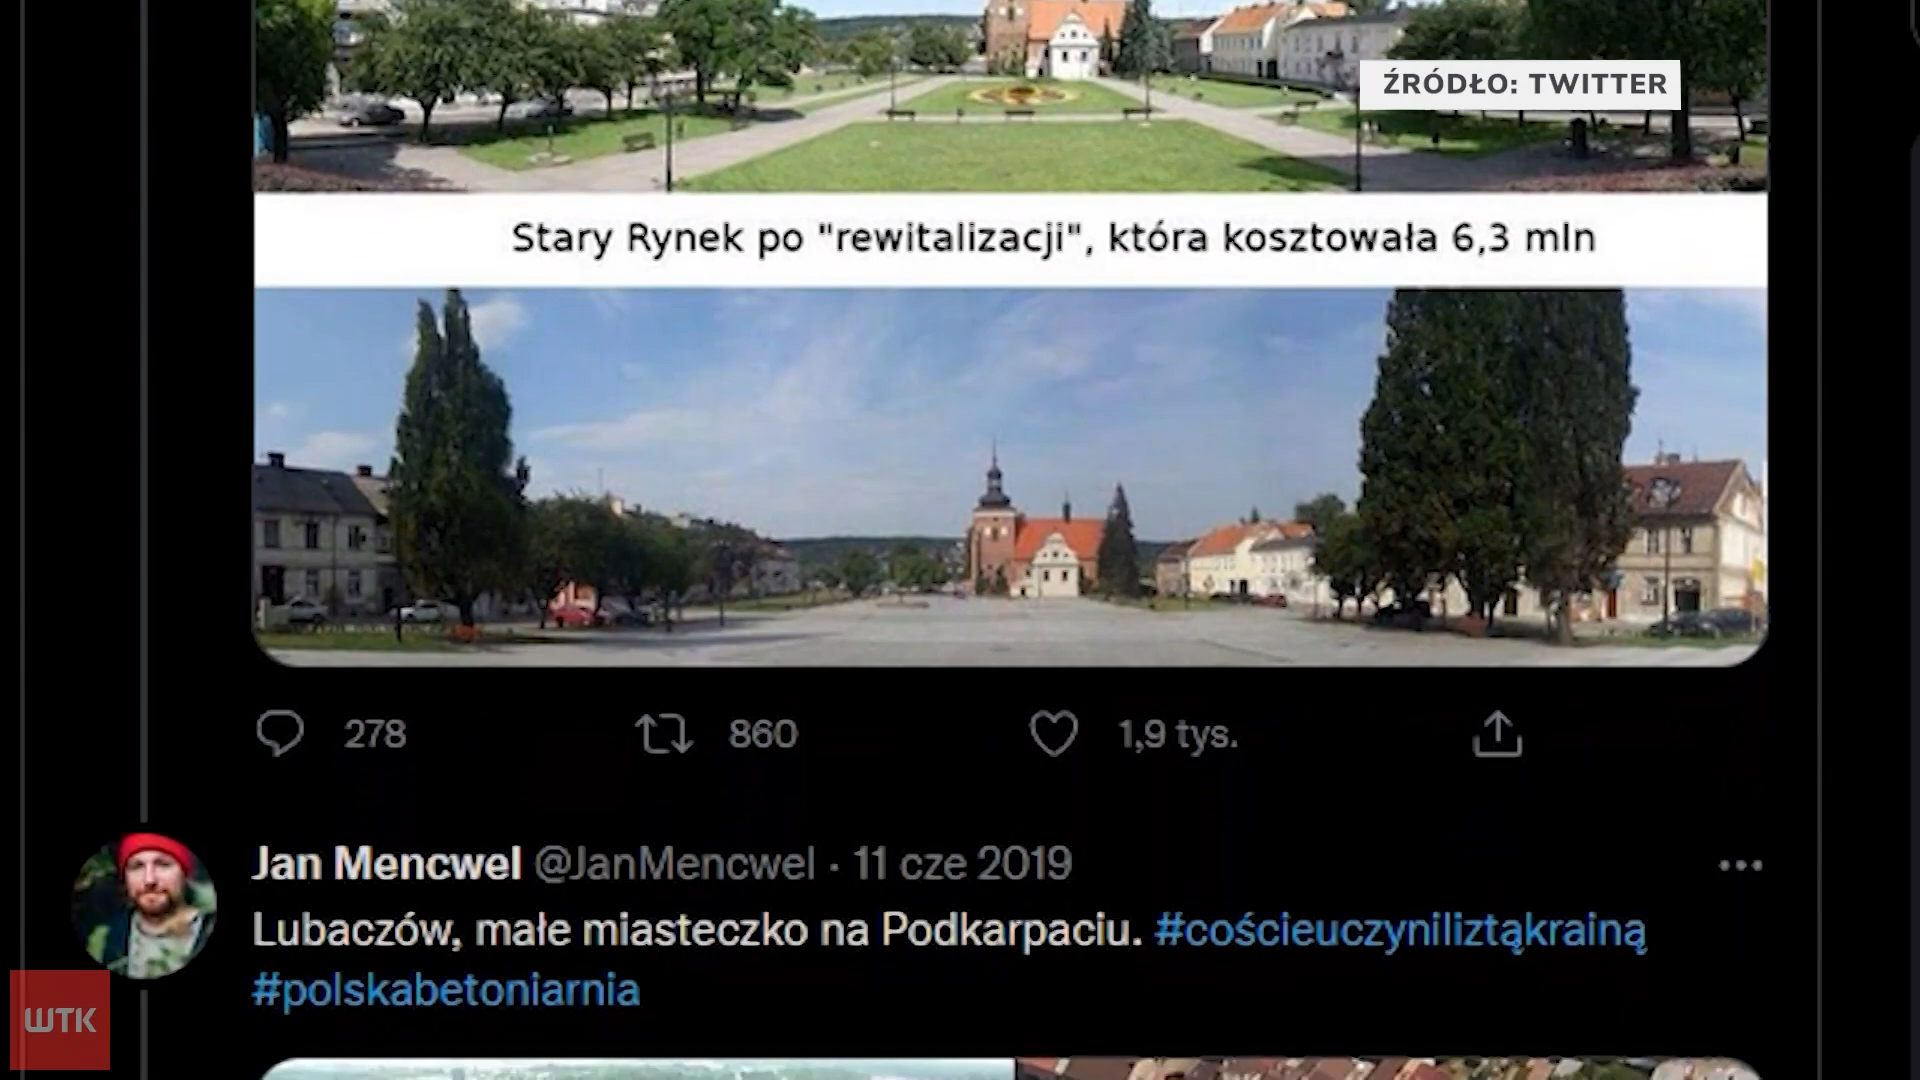 ŹRÓDŁO: TWITTER
Stary Rynek po "rewitalizacji", która kosztowała 6,3 mln
278 860 1,9 tys.
Jan Mencwel @JanMencwel · 11 cze 2019
Lubaczów, małe miasteczko na Podkarpaciu. #cościeuczyniliztąkrainą
#polskabetoniarnia
WTK